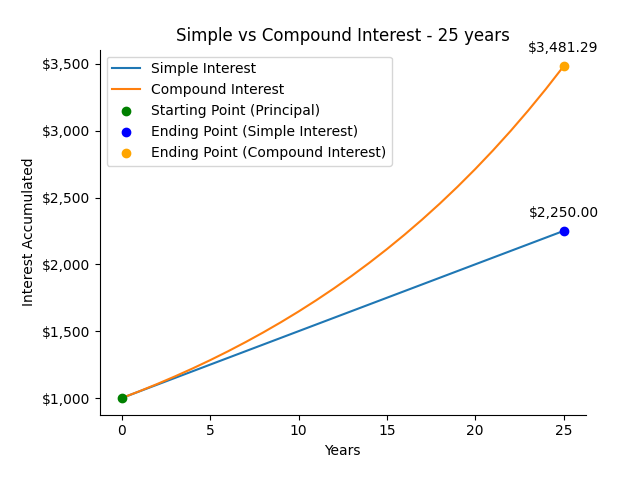 Simple vs Compound Interest - 25 years
$3,481.29
$3,500
$3,000
$2,500
$2,000
$1,500
$1,000
Interest Accumulated
Simple Interest
Compound Interest
Starting Point (Principal)
Ending Point (Simple Interest)
Ending Point (Compound Interest)
$2,250.00
0 5 10 15 20 25
Years